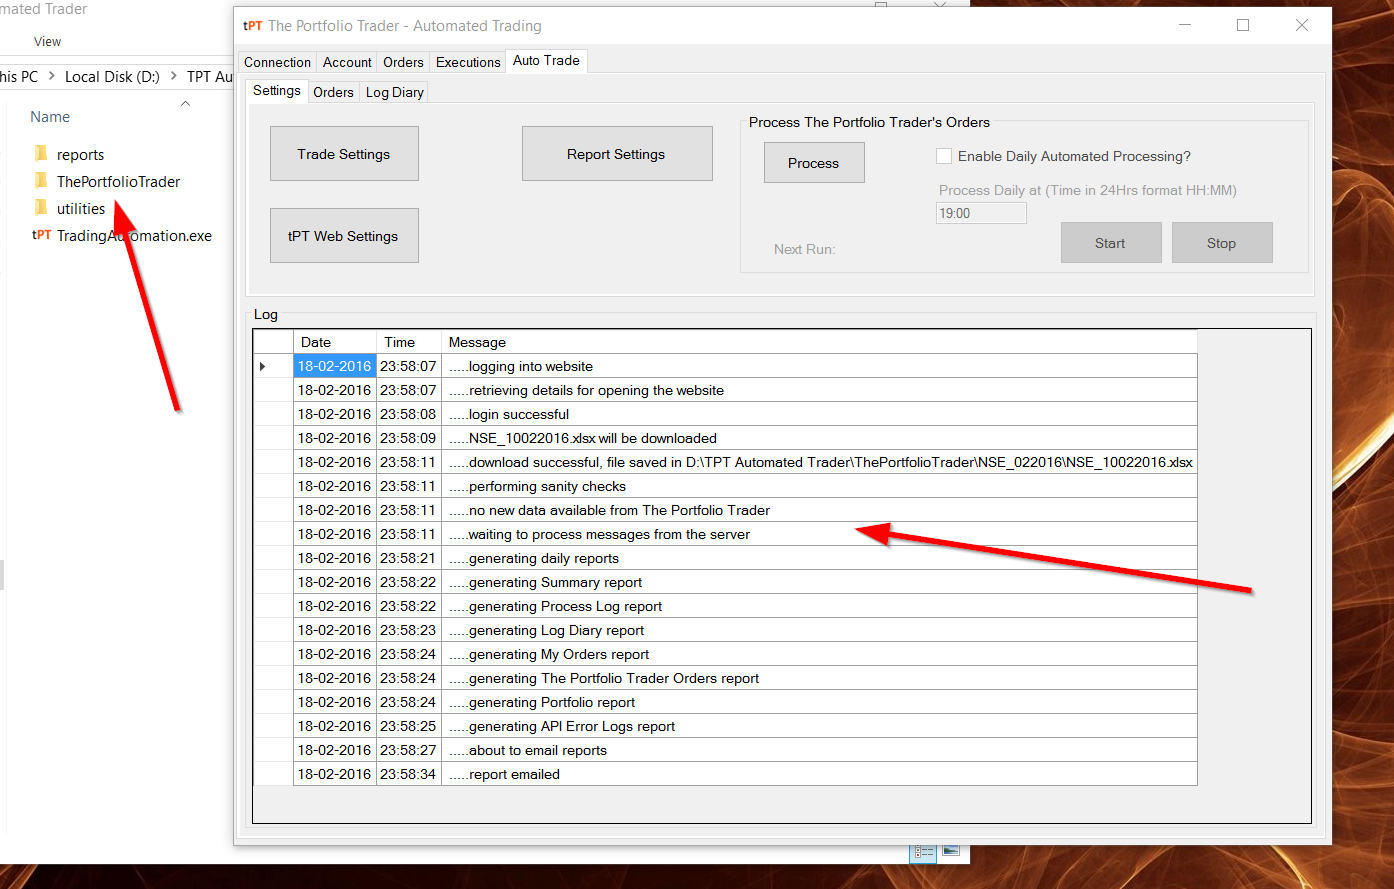 mated Trader
View
his PC > Local Disk (D:) > TPT Au
Name
reports
ThePortfolioTrader
utilities
tPT TradingAutomation.exe
tPT The Portfolio Trader - Automated Trading
Connection Account Orders Executions Auto Trade
Settings Orders Log Diary
Trade Settings
Report Settings
tPT Web Settings
Process The Portfolio Trader's Orders
Process
Enable Daily Automated Processing?
Process Daily at (Time in 24Hrs format HH:MM)
19:00
Next Run:
Start
Stop
Log
Date Time Message
18-02-2016 23:58:07 .....logging into website
18-02-2016 23:58:07 .....retrieving details for opening the website
18-02-2016 23:58:08 .....login successful
18-02-2016 23:58:09 .....NSE_10022016.xlsx will be downloaded
18-02-2016 23:58:11 .....download successful, file saved in D:\TPT Automated Trader\ThePortfolioTrader\NSE_022016\NSE_10022016.xlsx
18-02-2016 23:58:11 .....performing sanity checks
18-02-2016 23:58:11 .....no new data available from The Portfolio Trader
18-02-2016 23:58:11 .....waiting to process messages from the server
18-02-2016 23:58:21 .....generating daily reports
18-02-2016 23:58:22 .....generating Summary report
18-02-2016 23:58:22 .....generating Process Log report
18-02-2016 23:58:23 .....generating Log Diary report
18-02-2016 23:58:24 .....generating My Orders report
18-02-2016 23:58:24 .....generating The Portfolio Trader Orders report
18-02-2016 23:58:24 .....generating Portfolio report
18-02-2016 23:58:25 .....generating API Error Logs report
18-02-2016 23:58:27 .....about to email reports
18-02-2016 23:58:34 .....report emailed